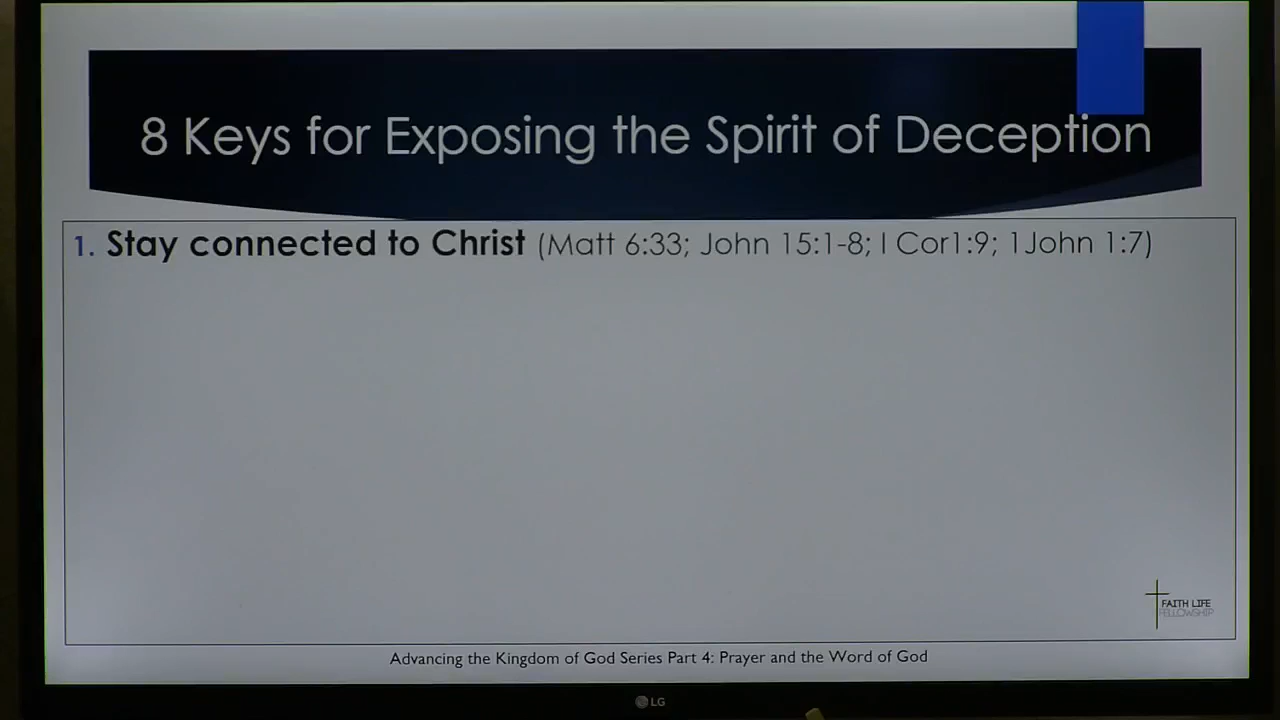 8 Keys for Exposing the Spirit of Deception
1. Stay connected to Christ (Matt 6:33; John 15:1-8; I Cor1:9; 1John 1:7)
FAITH LIFE
FELLOWSHIP
Advancing the Kingdom of God Series Part 4: Prayer and the Word of God
LG